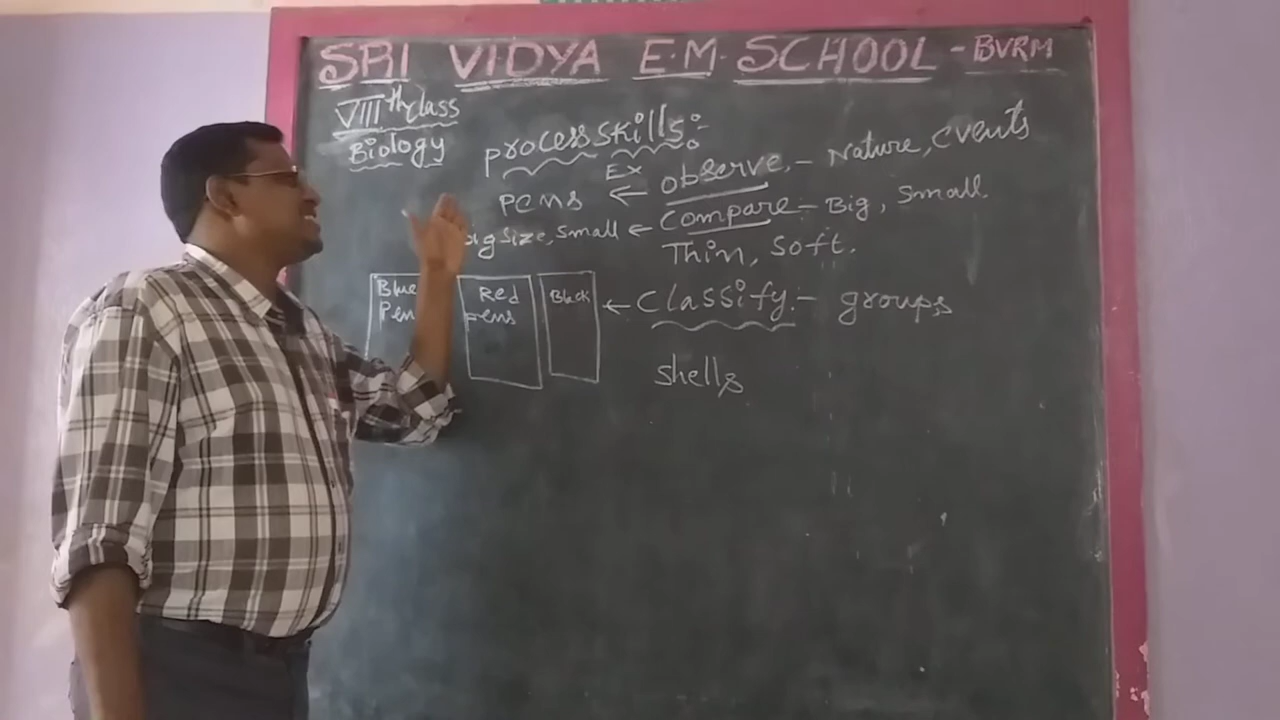 SRI VIDYA E.M. SCHOOL - BVRM
VIII th class
Biology
process skills:-
Ex
pens ← observe,- Nature, events
size, small ← compare - Big, small
Thin, soft.
Blue Pen
Red pens
Black
← classify:- groups
shells